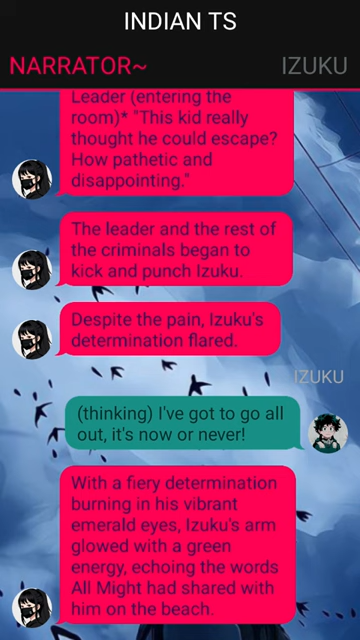 INDIAN TS
NARRATOR~ IZUKU
Leader (entering the
room)* "This kid really
thought he could escape?
How pathetic and
disappointing."
The leader and the rest of
the criminals began to
kick and punch Izuku.
Despite the pain, Izuku's
determination flared.
IZUKU
(thinking) I've got to go all
out, it's now or never!
With a fiery determination
burning in his vibrant
emerald eyes, Izuku's arm
glowed with a green
energy, echoing the words
All Might had shared with
him on the beach.